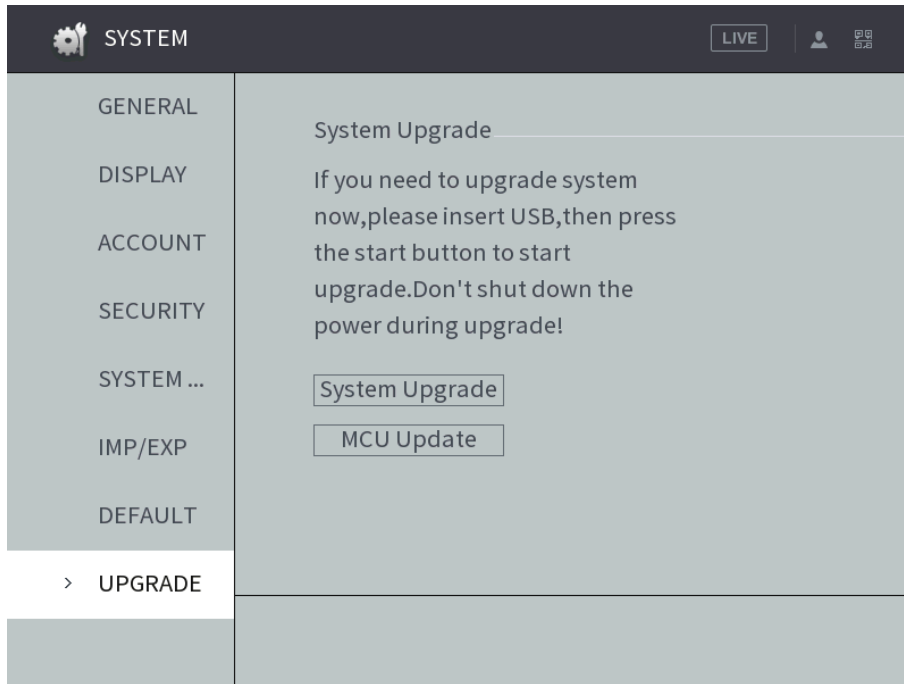 SYSTEM
LIVE
GENERAL
DISPLAY
ACCOUNT
SECURITY
SYSTEM ...
IMP/EXP
DEFAULT
> UPGRADE
System Upgrade
If you need to upgrade system
now,please insert USB,then press
the start button to start
upgrade.Don't shut down the
power during upgrade!
System Upgrade
MCU Update